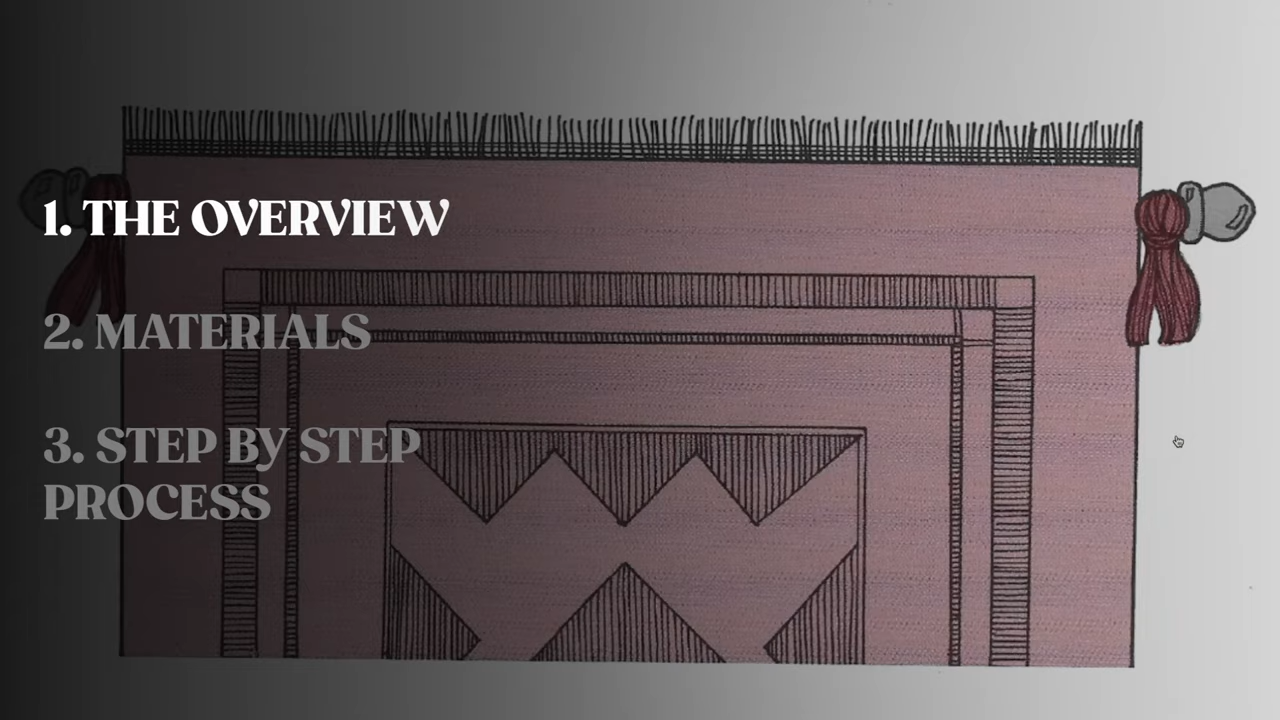 1. THE OVERVIEW
2. MATERIALS
3. STEP BY STEP
PROCESS